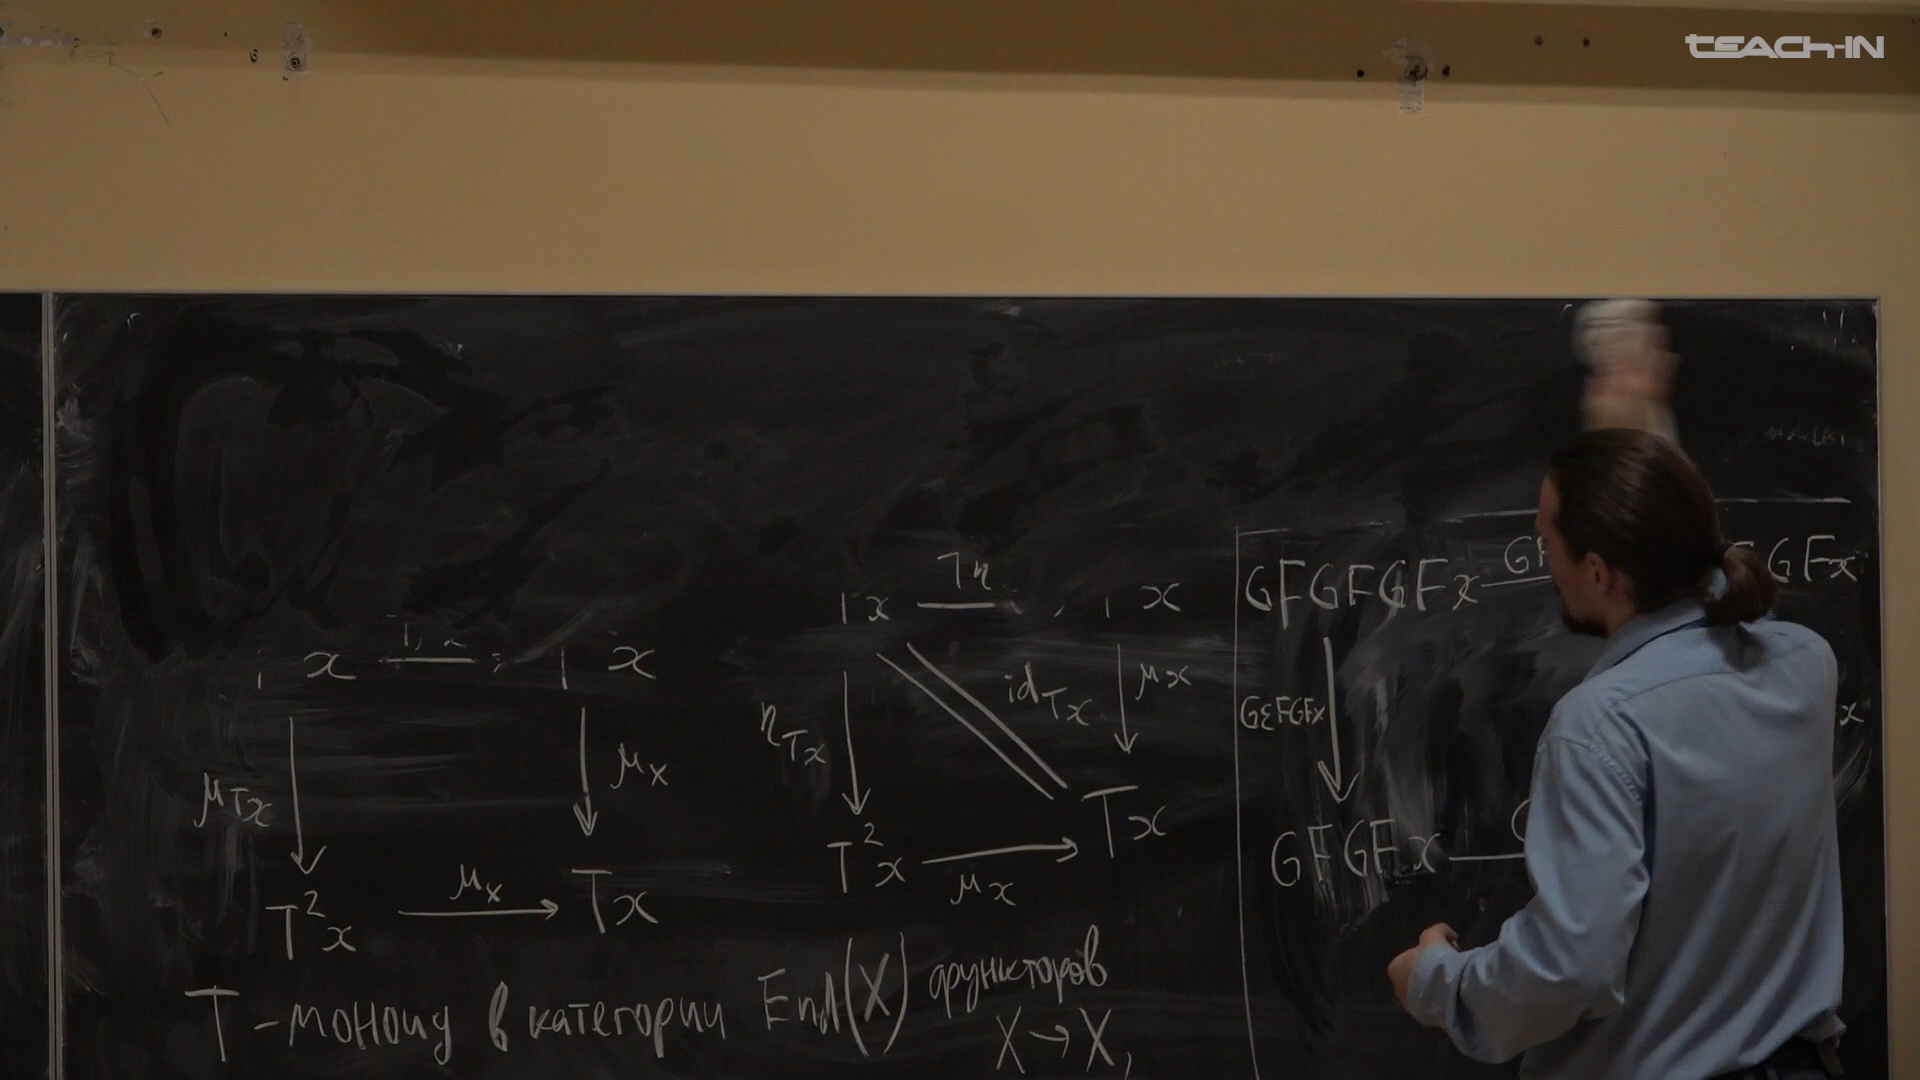 TEACH-IN
Tη
x
x
x
x
μ_Tx
μ_x
T²x
μ_x
Tx
η_Tx
id_Tx
μx
T²x
μ_x
Tx
GFGFGFx
GFx
GεFGFx
x
GFGFx
T - моноид в категории End(X) функторов
X → X,